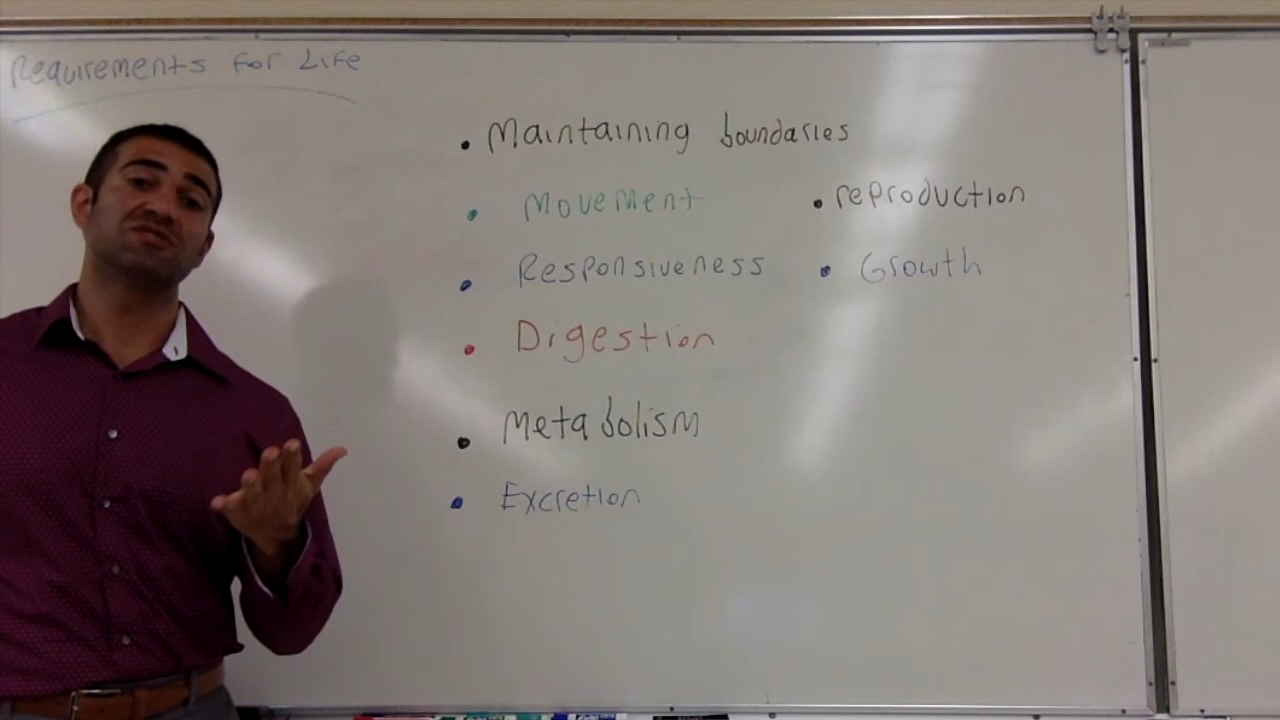 Requirements for Life
• Maintaining boundaries
• Movement
• Responsiveness
• Digestion
• Metabolism
• Excretion
• reproduction
• Growth